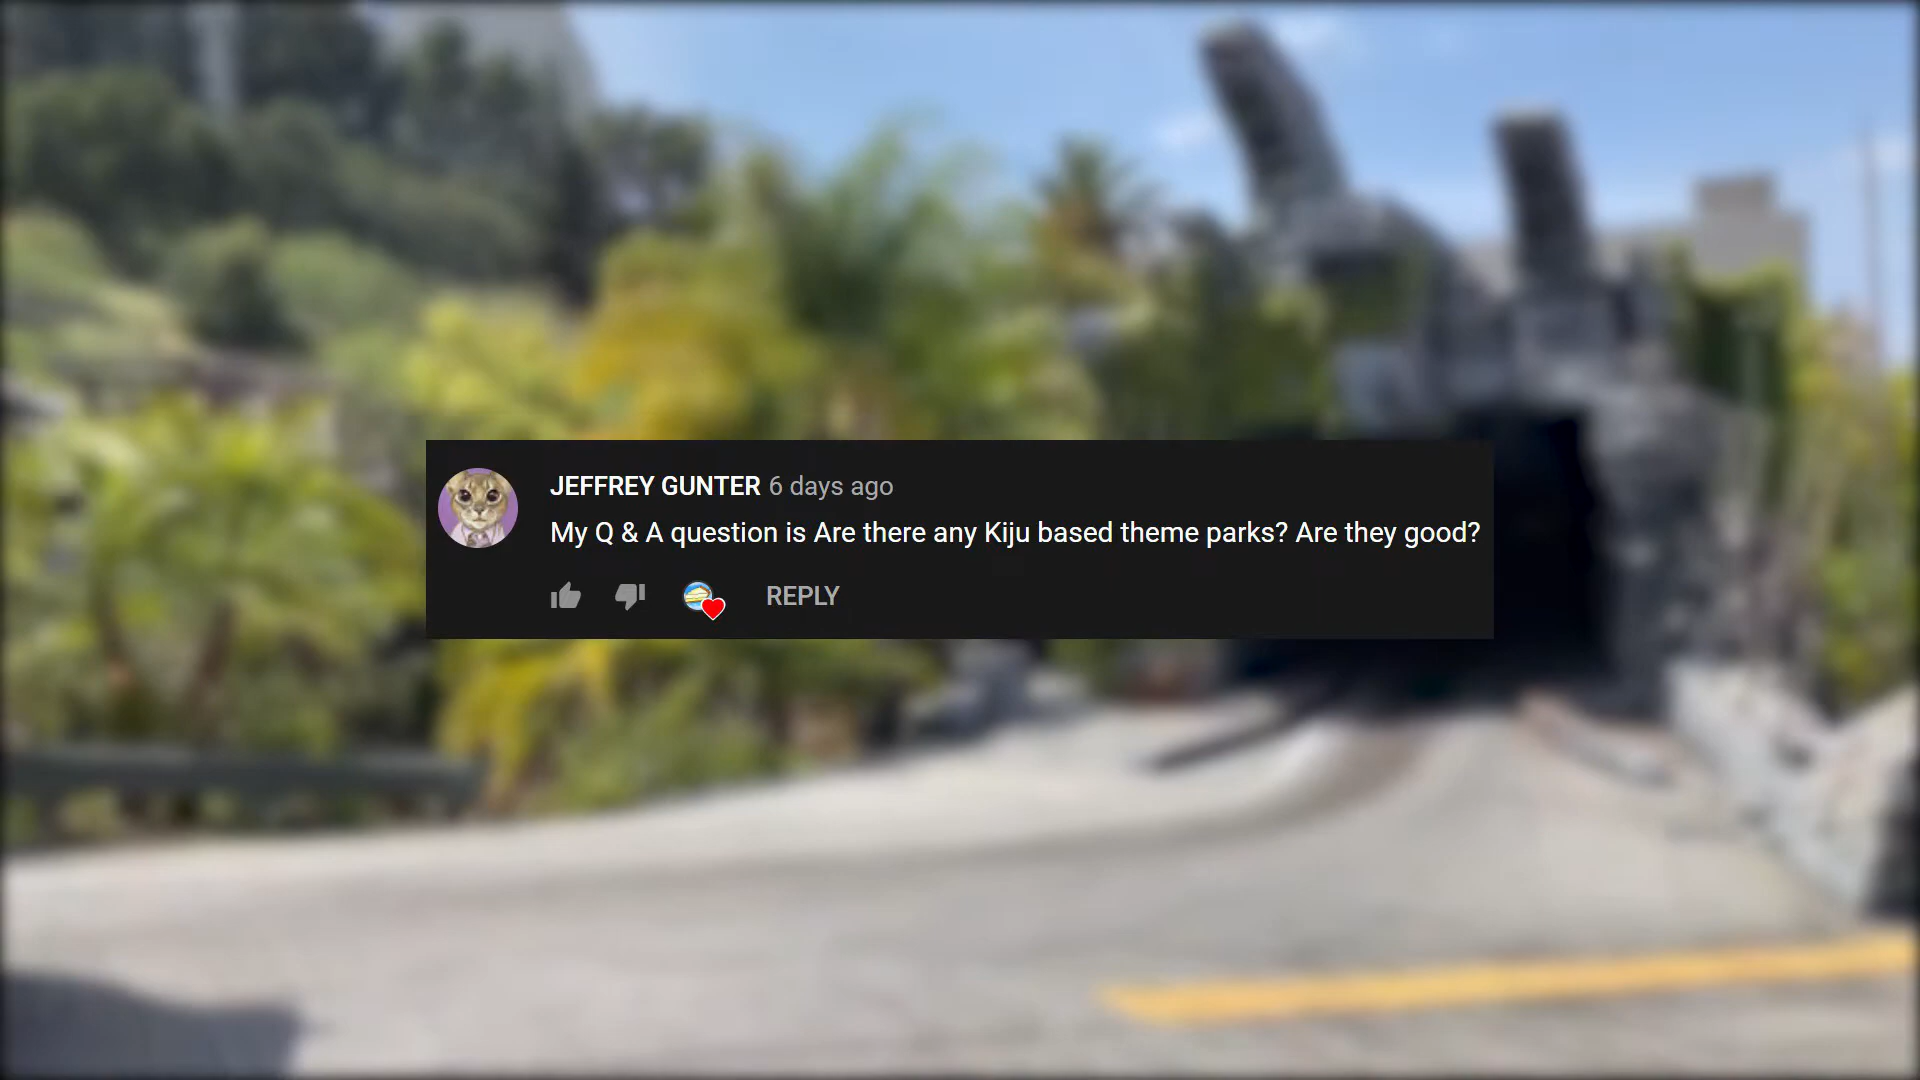 JEFFREY GUNTER 6 days ago
My Q & A question is Are there any Kiju based theme parks? Are they good?
REPLY